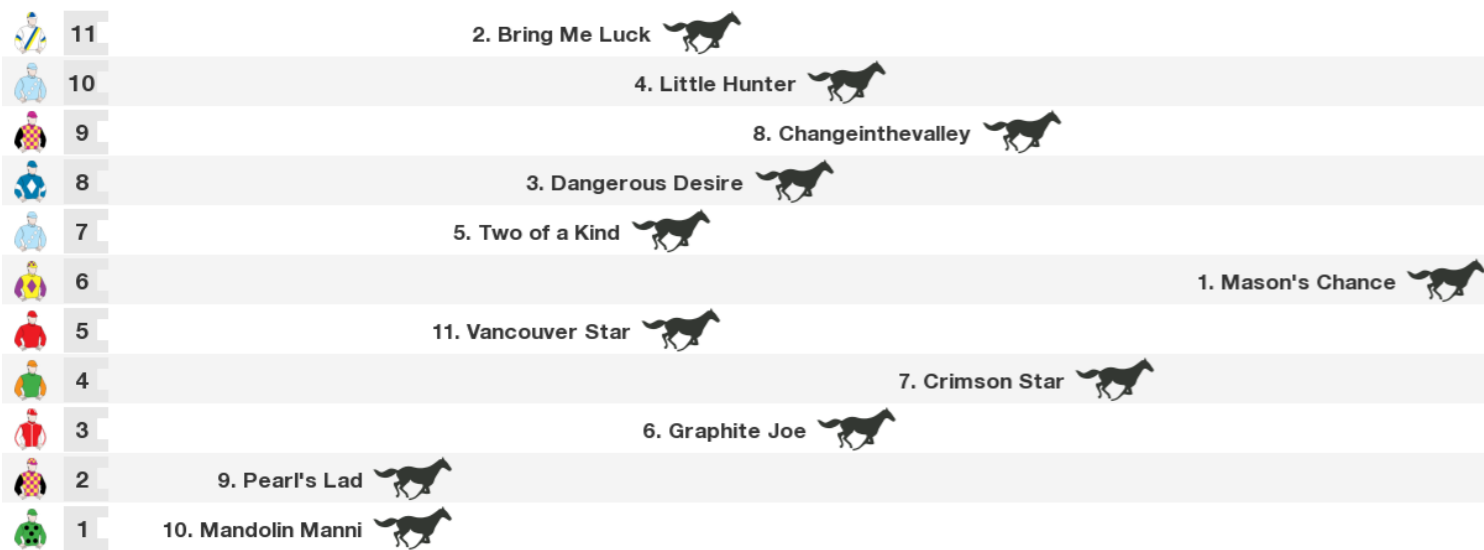 11 2. Bring Me Luck
10 4. Little Hunter
9 8. Changeinthevalley
8 3. Dangerous Desire
7 5. Two of a Kind
6 1. Mason's Chance
5 11. Vancouver Star
4 7. Crimson Star
3 6. Graphite Joe
2 9. Pearl's Lad
1 10. Mandolin Manni